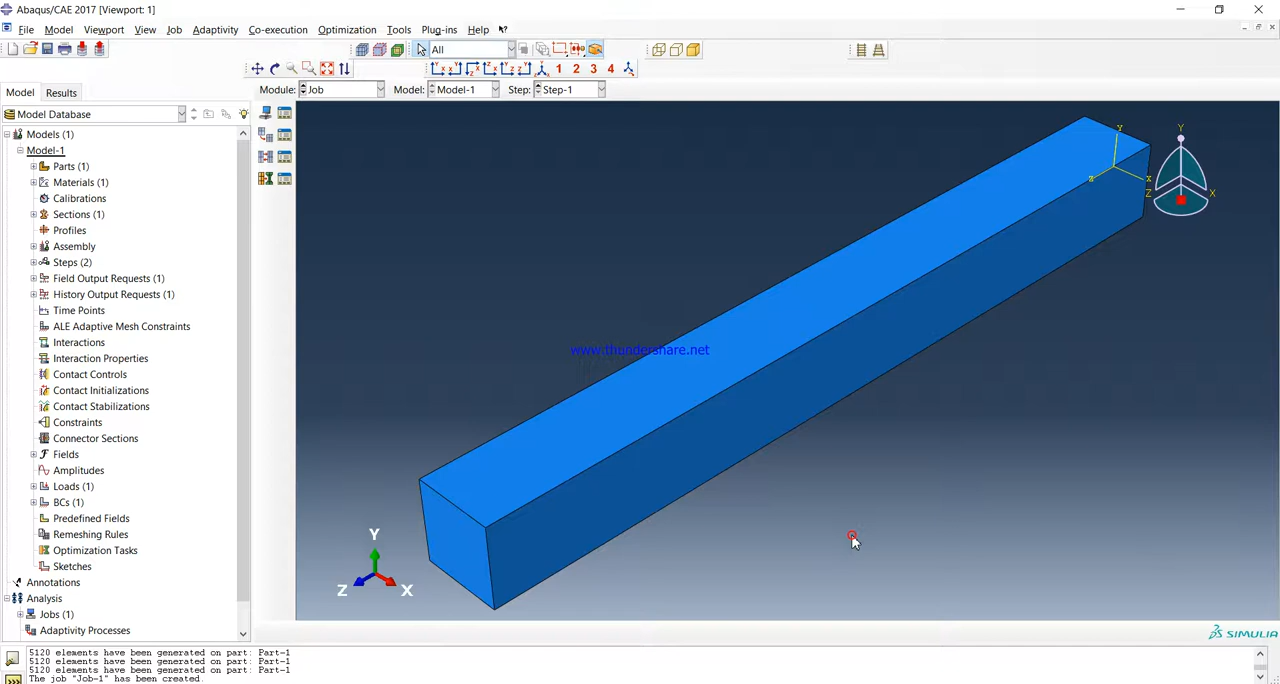 Abaqus/CAE 2017 [Viewport: 1]
File Model Viewport View Job Adaptivity Co-execution Optimization Tools Plug-ins Help
All
1 2 3 4
Model Results
Module: Job Model: Model-1 Step: Step-1
Model Database
Models (1)
Model-1
Parts (1)
Materials (1)
Calibrations
Sections (1)
Profiles
Assembly
Steps (2)
Field Output Requests (1)
History Output Requests (1)
Time Points
ALE Adaptive Mesh Constraints
Interactions
Interaction Properties
Contact Controls
Contact Initializations
Contact Stabilizations
Constraints
Connector Sections
Fields
Amplitudes
Loads (1)
BCs (1)
Predefined Fields
Remeshing Rules
Optimization Tasks
Sketches
Annotations
Analysis
Jobs (1)
Adaptivity Processes
Y
X
Z
Y
Z
X
www.thundershare.net
Y
Z
X
SIMULIA
5120 elements have been generated on part: Part-1
5120 elements have been generated on part: Part-1
5120 elements have been generated on part: Part-1
The job "Job-1" has been created.